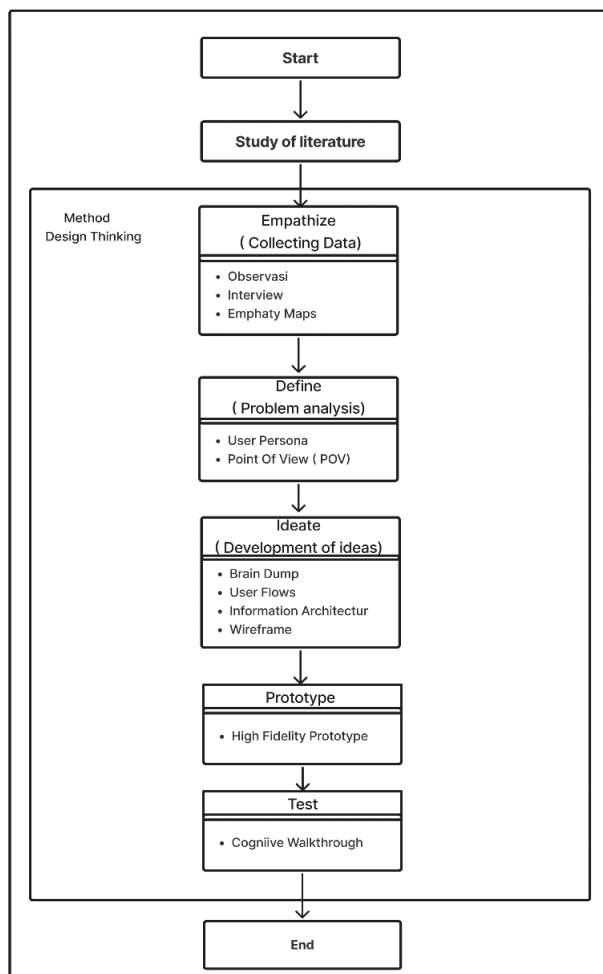 Start
Study of literature
Method
Design Thinking
Empathize
( Collecting Data)
• Observasi
• Interview
• Emphaty Maps
Define
( Problem analysis)
• User Persona
• Point Of View ( POV)
Ideate
( Development of ideas)
• Brain Dump
• User Flows
• Information Architectur
• Wireframe
Prototype
• High Fidelity Prototype
Test
• Cogniive Walkthrough
End